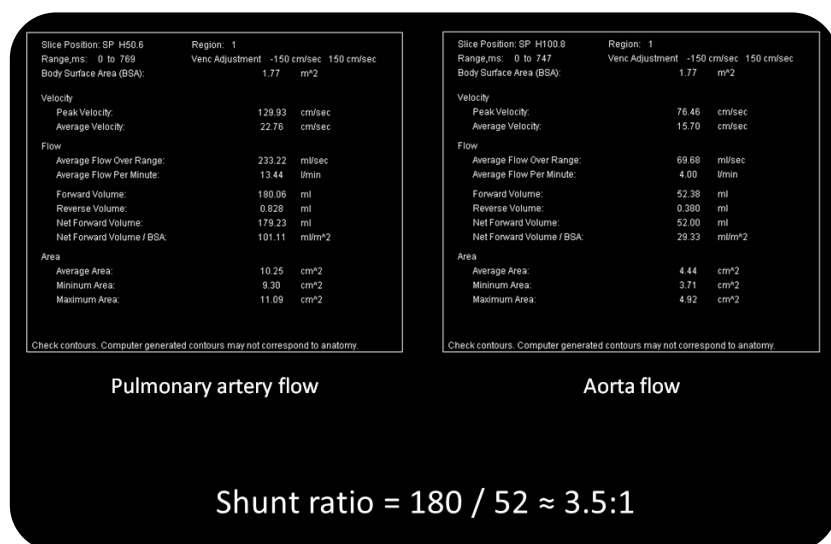 Slice Position: SP H50.6 Region: 1
Range,ms: 0 to 769 Venc Adjustment -150 cm/sec 150 cm/sec
Body Surface Area (BSA): 1.77 m^2
Velocity
Peak Velocity: 129.93 cm/sec
Average Velocity: 22.76 cm/sec
Flow
Average Flow Over Range: 233.22 ml/sec
Average Flow Per Minute: 13.44 l/min
Forward Volume: 180.06 ml
Reverse Volume: 0.828 ml
Net Forward Volume: 179.23 ml
Net Forward Volume / BSA: 101.11 ml/m^2
Area
Average Area: 10.25 cm^2
Mininum Area: 9.30 cm^2
Maximum Area: 11.09 cm^2
Check contours. Computer generated contours may not correspond to anatomy.
Pulmonary artery flow
Slice Position: SP H100.8 Region: 1
Range,ms: 0 to 747 Venc Adjustment -150 cm/sec 150 cm/sec
Body Surface Area (BSA): 1.77 m^2
Velocity
Peak Velocity: 76.46 cm/sec
Average Velocity: 15.70 cm/sec
Flow
Average Flow Over Range: 69.68 ml/sec
Average Flow Per Minute: 4.00 l/min
Forward Volume: 52.38 ml
Reverse Volume: 0.380 ml
Net Forward Volume: 52.00 ml
Net Forward Volume / BSA: 29.33 ml/m^2
Area
Average Area: 4.44 cm^2
Mininum Area: 3.71 cm^2
Maximum Area: 4.92 cm^2
Check contours. Computer generated contours may not correspond to anatomy.
Aorta flow
Shunt ratio = 180 / 52 ≈ 3.5:1